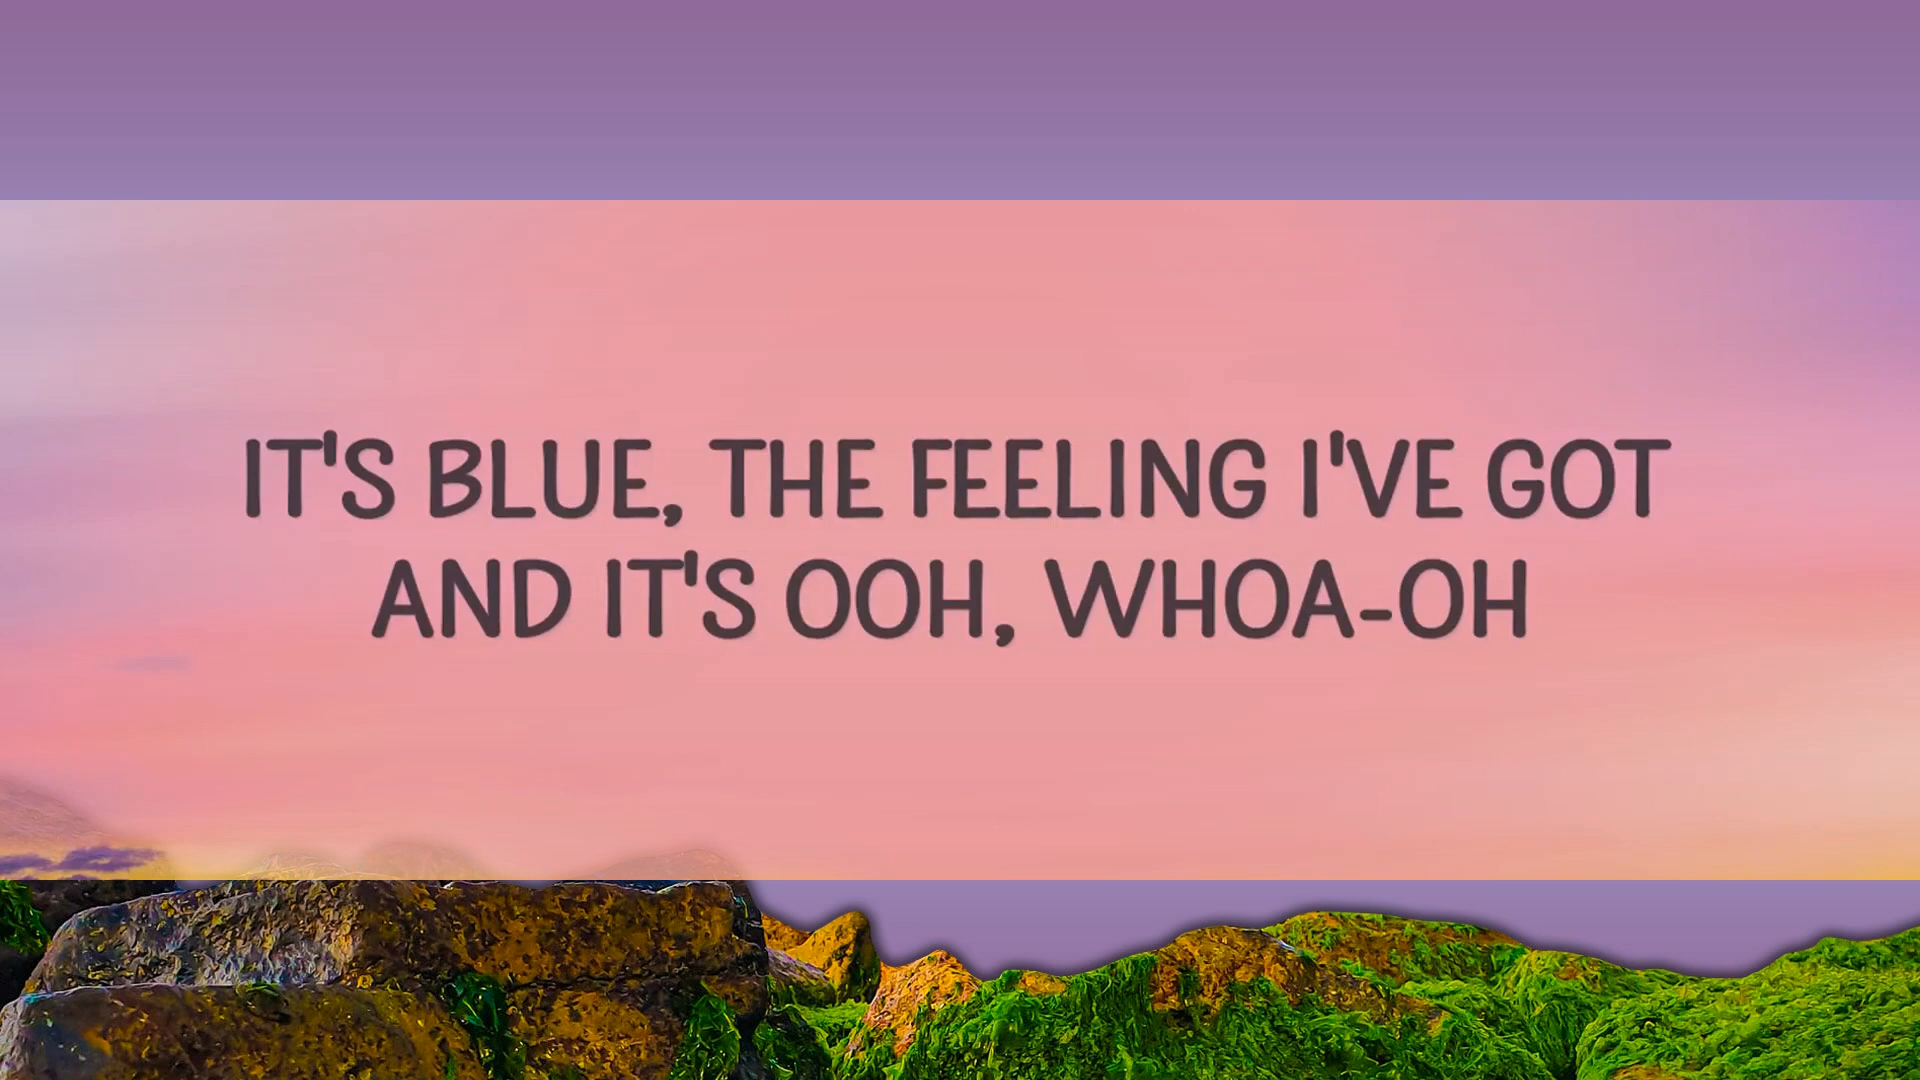 IT'S BLUE, THE FEELING I'VE GOT
AND IT'S OOH, WHOA-OH